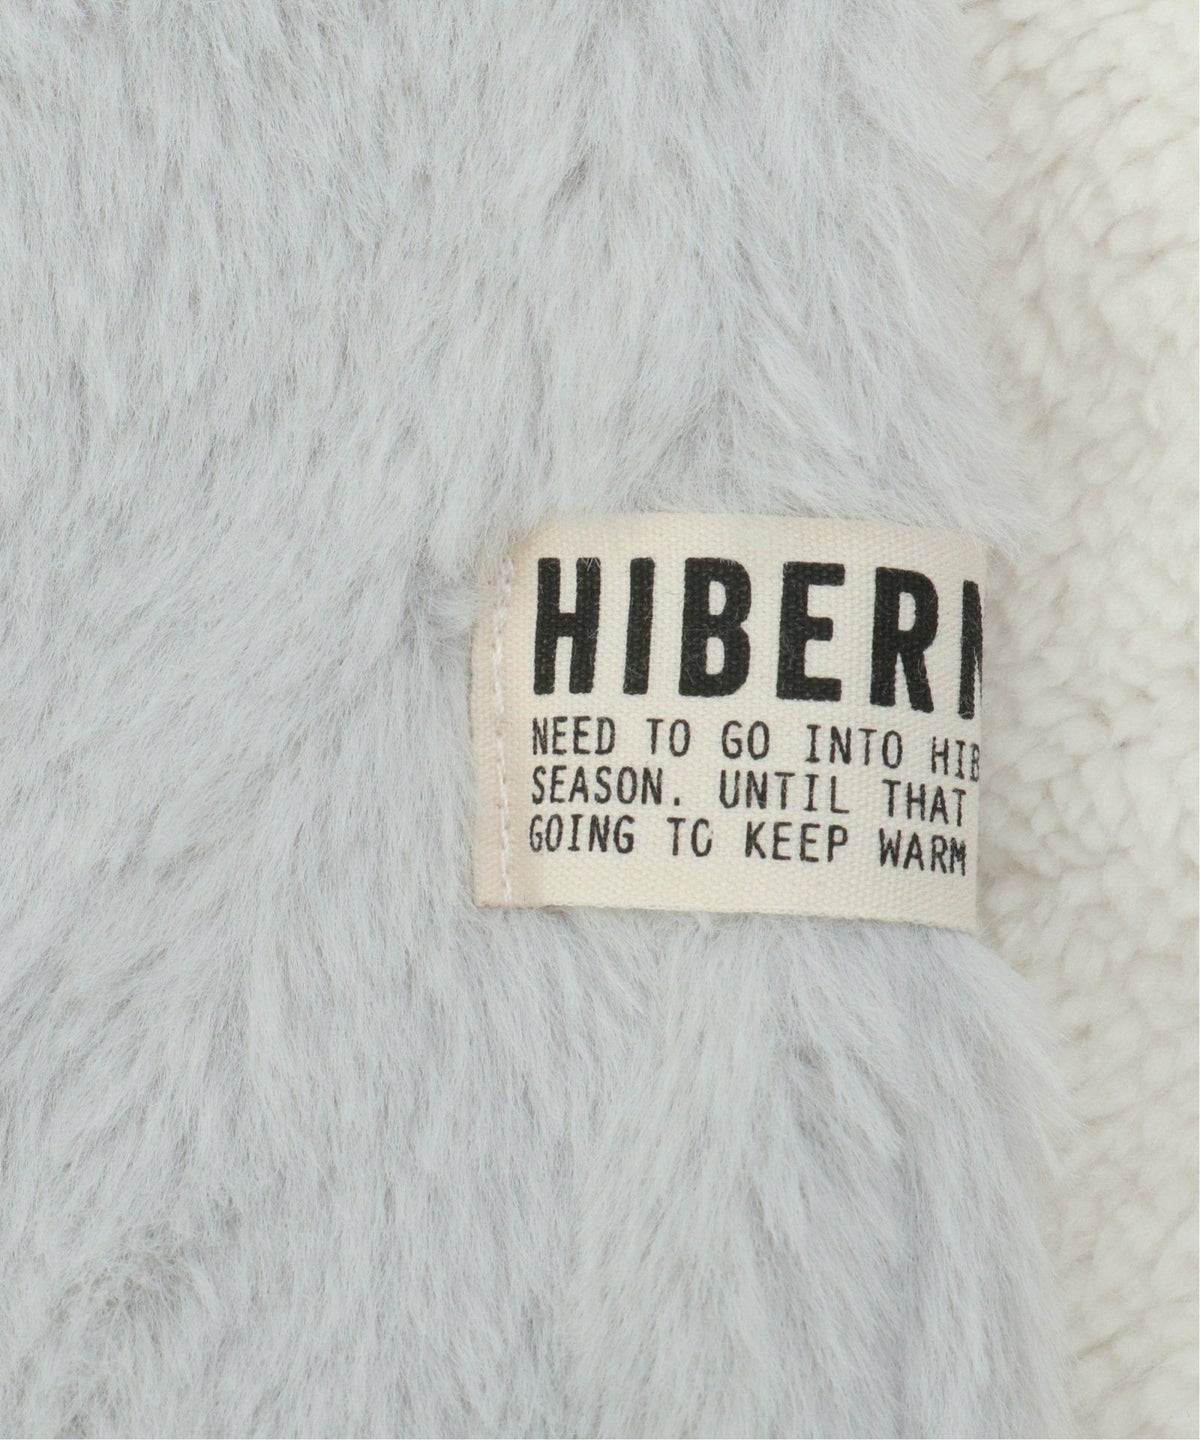 HIBERN
NEED TO GO INTO HIB
SEASON. UNTIL THAT
GOING TO KEEP WARM